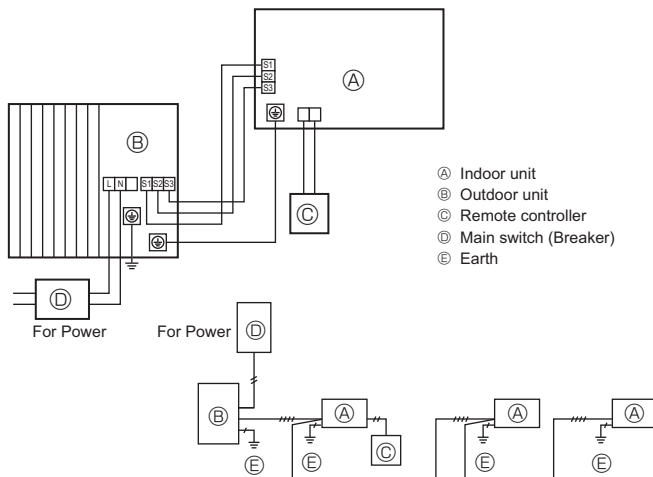 S1
S2
S3
Ⓐ
Ⓑ
L N S1 S2 S3
Ⓒ
Ⓐ Indoor unit
Ⓑ Outdoor unit
Ⓒ Remote controller
Ⓓ Main switch (Breaker)
Ⓔ Earth
Ⓓ
For Power
For Power Ⓓ
Ⓑ Ⓐ Ⓐ Ⓐ
Ⓔ Ⓔ Ⓒ Ⓔ Ⓔ